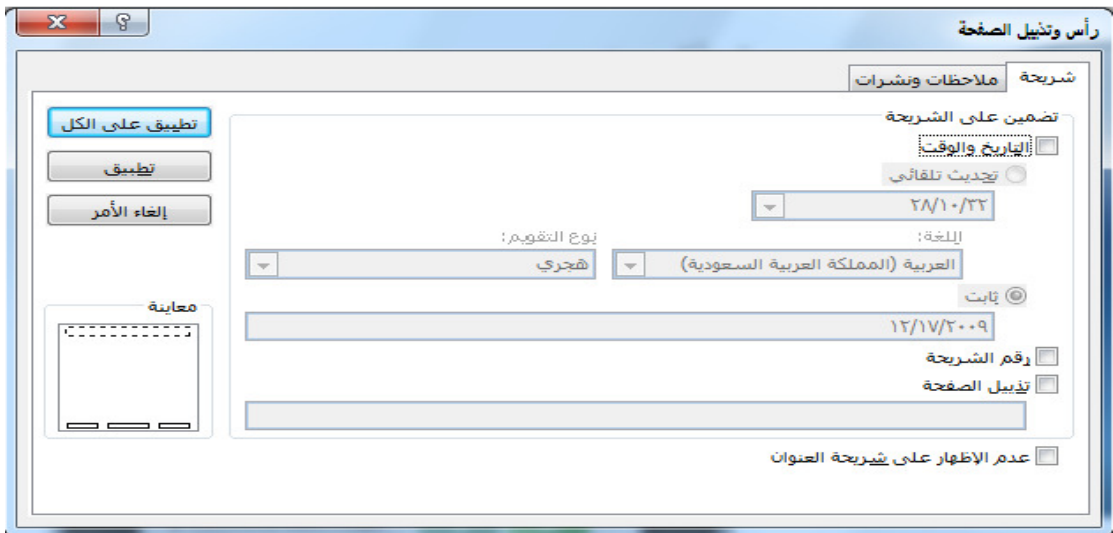 رأس وتذييل الصفحة
شريحة
ملاحظات ونشرات
تضمين على الشريحة
التاريخ والوقت
تحديث تلقائي
٢٨/١٠/٣٢
اللغة:
نوع التقويم:
العربية (المملكة العربية السعودية)
هجري
ثابت
١٢/١٧/٢٠٠٩
رقم الشريحة
تذييل الصفحة
عدم الإظهار على شريحة العنوان
تطبيق على الكل
تطبيق
إلغاء الأمر
معاينة